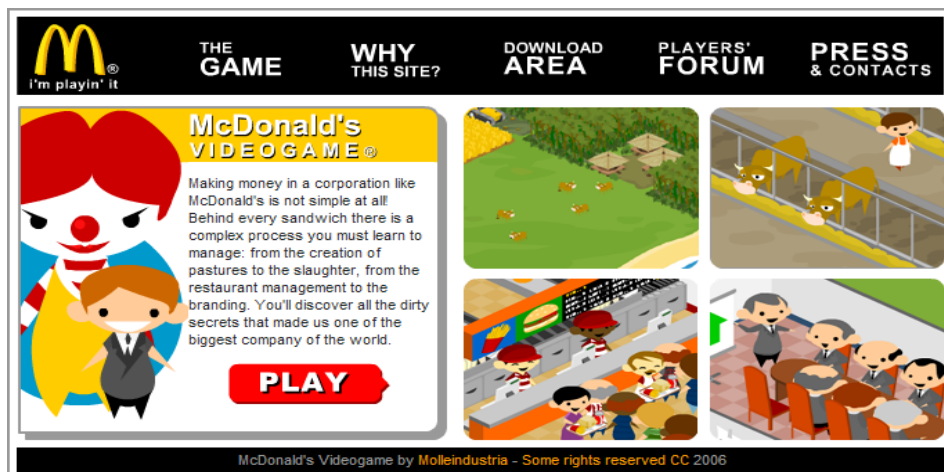 i'm playin' it
®
THE
GAME
WHY
THIS SITE?
DOWNLOAD
AREA
PLAYERS'
FORUM
PRESS
& CONTACTS
McDonald's
VIDEOGAME®
Making money in a corporation like
McDonald's is not simple at all!
Behind every sandwich there is a
complex process you must learn to
manage: from the creation of
pastures to the slaughter, from the
restaurant management to the
branding. You'll discover all the dirty
secrets that made us one of the
biggest company of the world.
PLAY
McDonald's Videogame by Molleindustria - Some rights reserved CC 2006